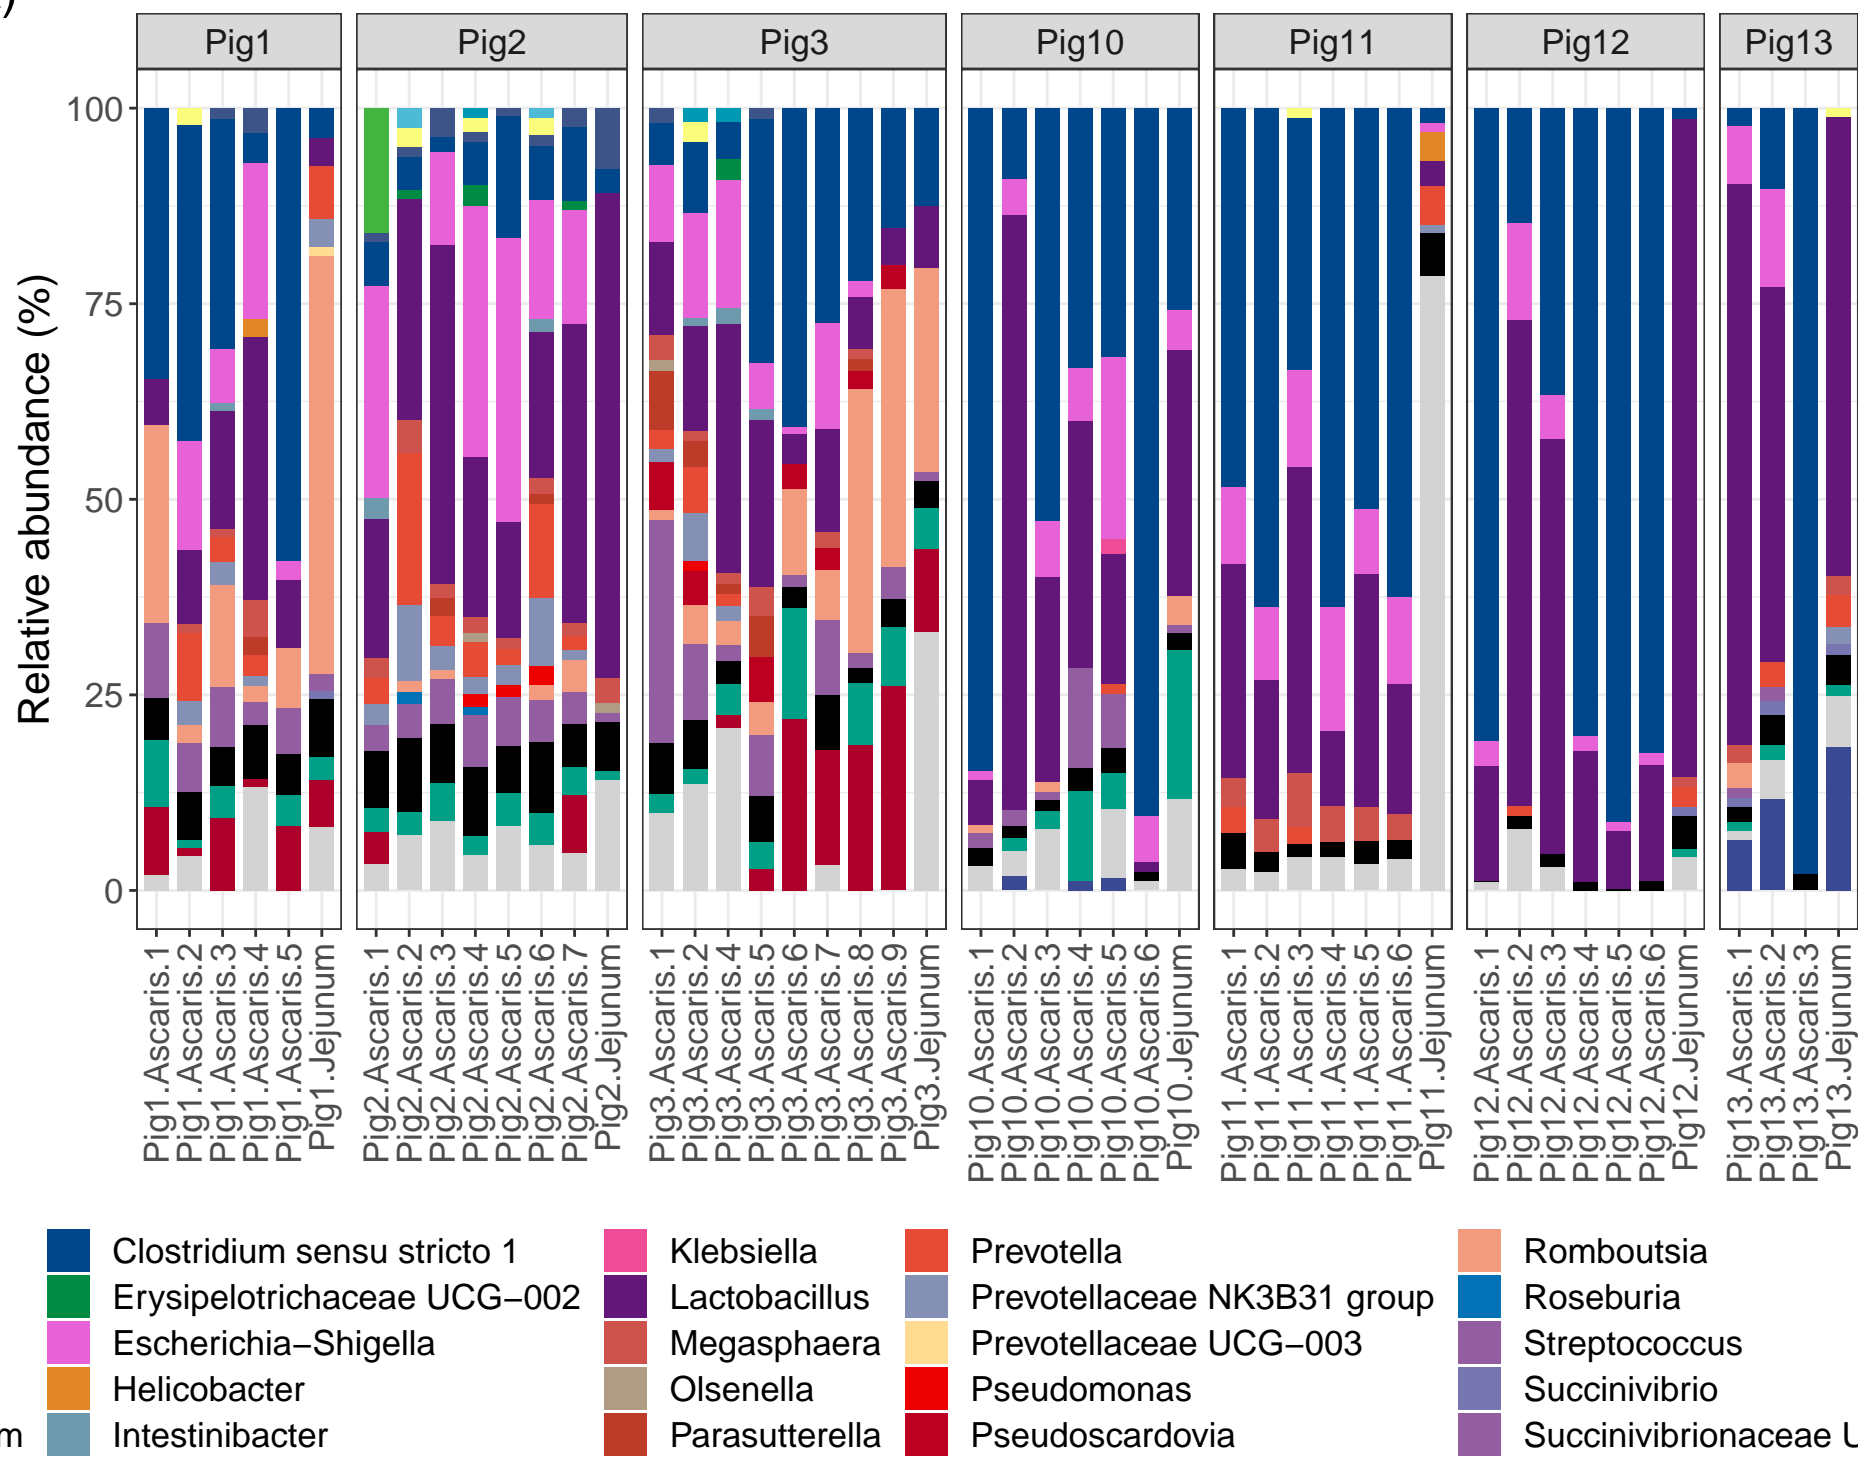 )
Pig1 Pig2 Pig3 Pig10 Pig11 Pig12 Pig13
Relative abundance (%)
100
75
50
25
0
Pig1.Ascaris.1
Pig1.Ascaris.2
Pig1.Ascaris.3
Pig1.Ascaris.4
Pig1.Ascaris.5
Pig1.Jejunum
Pig2.Ascaris.1
Pig2.Ascaris.2
Pig2.Ascaris.3
Pig2.Ascaris.4
Pig2.Ascaris.5
Pig2.Ascaris.6
Pig2.Ascaris.7
Pig2.Jejunum
Pig3.Ascaris.1
Pig3.Ascaris.2
Pig3.Ascaris.4
Pig3.Ascaris.5
Pig3.Ascaris.6
Pig3.Ascaris.7
Pig3.Ascaris.8
Pig3.Ascaris.9
Pig3.Jejunum
Pig10.Ascaris.1
Pig10.Ascaris.2
Pig10.Ascaris.3
Pig10.Ascaris.4
Pig10.Ascaris.5
Pig10.Ascaris.6
Pig10.Jejunum
Pig11.Ascaris.1
Pig11.Ascaris.2
Pig11.Ascaris.3
Pig11.Ascaris.4
Pig11.Ascaris.5
Pig11.Ascaris.6
Pig11.Jejunum
Pig12.Ascaris.1
Pig12.Ascaris.2
Pig12.Ascaris.3
Pig12.Ascaris.4
Pig12.Ascaris.5
Pig12.Ascaris.6
Pig12.Jejunum
Pig13.Ascaris.1
Pig13.Ascaris.2
Pig13.Ascaris.3
Pig13.Jejunum
Clostridium sensu stricto 1
Erysipelotrichaceae UCG−002
Escherichia−Shigella
Helicobacter
m
Intestinibacter
Klebsiella
Lactobacillus
Megasphaera
Olsenella
Parasutterella
Prevotella
Prevotellaceae NK3B31 group
Prevotellaceae UCG−003
Pseudomonas
Pseudoscardovia
Romboutsia
Roseburia
Streptococcus
Succinivibrio
Succinivibrionaceae U